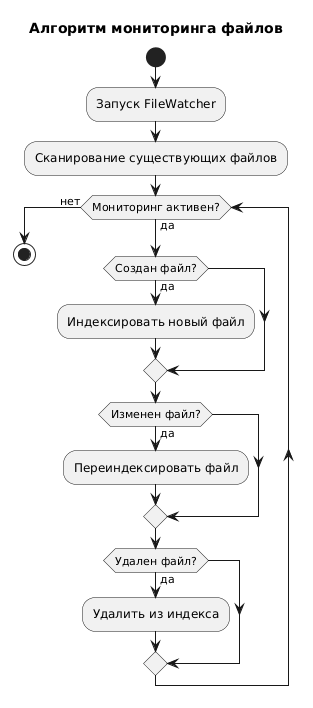 Алгоритм мониторинга файлов
Запуск FileWatcher
Сканирование существующих файлов
нет
Мониторинг активен?
да
Создан файл?
да
Индексировать новый файл
Изменен файл?
да
Переиндексировать файл
Удален файл?
да
Удалить из индекса